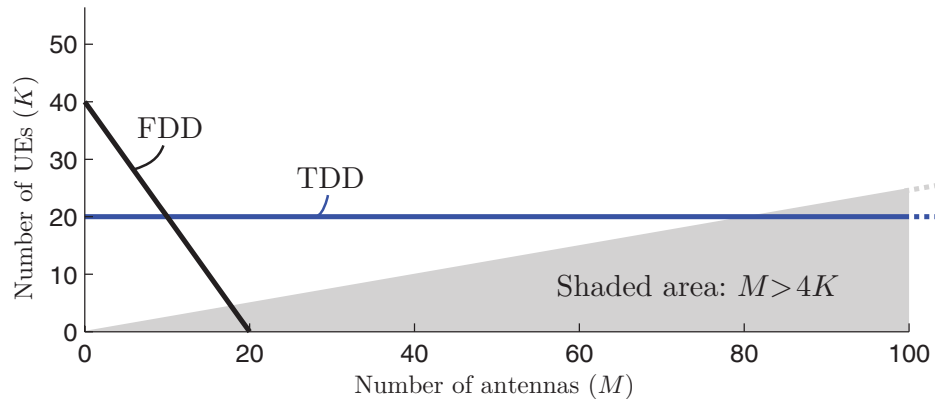 Number of UEs (K)
50
40
30
20
10
0
FDD
TDD
Shaded area: M>4K
0 20 40 60 80 100
Number of antennas (M)